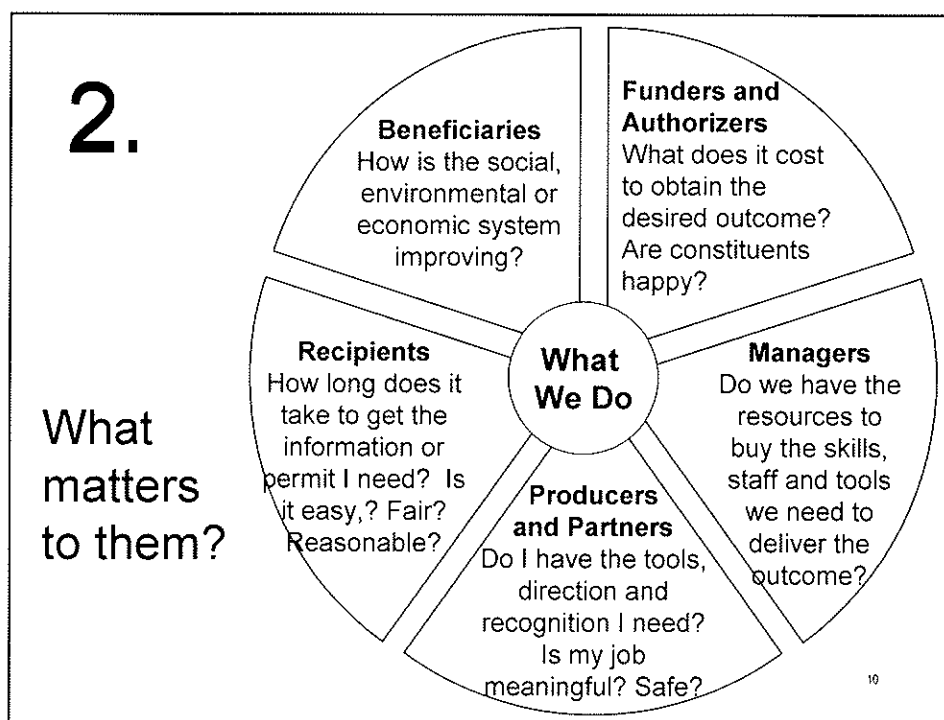 2.
What
matters
to them?
Beneficiaries
How is the social,
environmental or
economic system
improving?
Funders and
Authorizers
What does it cost
to obtain the
desired outcome?
Are constituents
happy?
Recipients
How long does it
take to get the
information or
permit I need?  Is
it easy,? Fair?
Reasonable?
What
We Do
Managers
Do we have the
resources to
buy the skills,
staff and tools
we need to
deliver the
outcome?
Producers
and Partners
Do I have the tools,
direction and
recognition I need?
Is my job
meaningful? Safe?
10